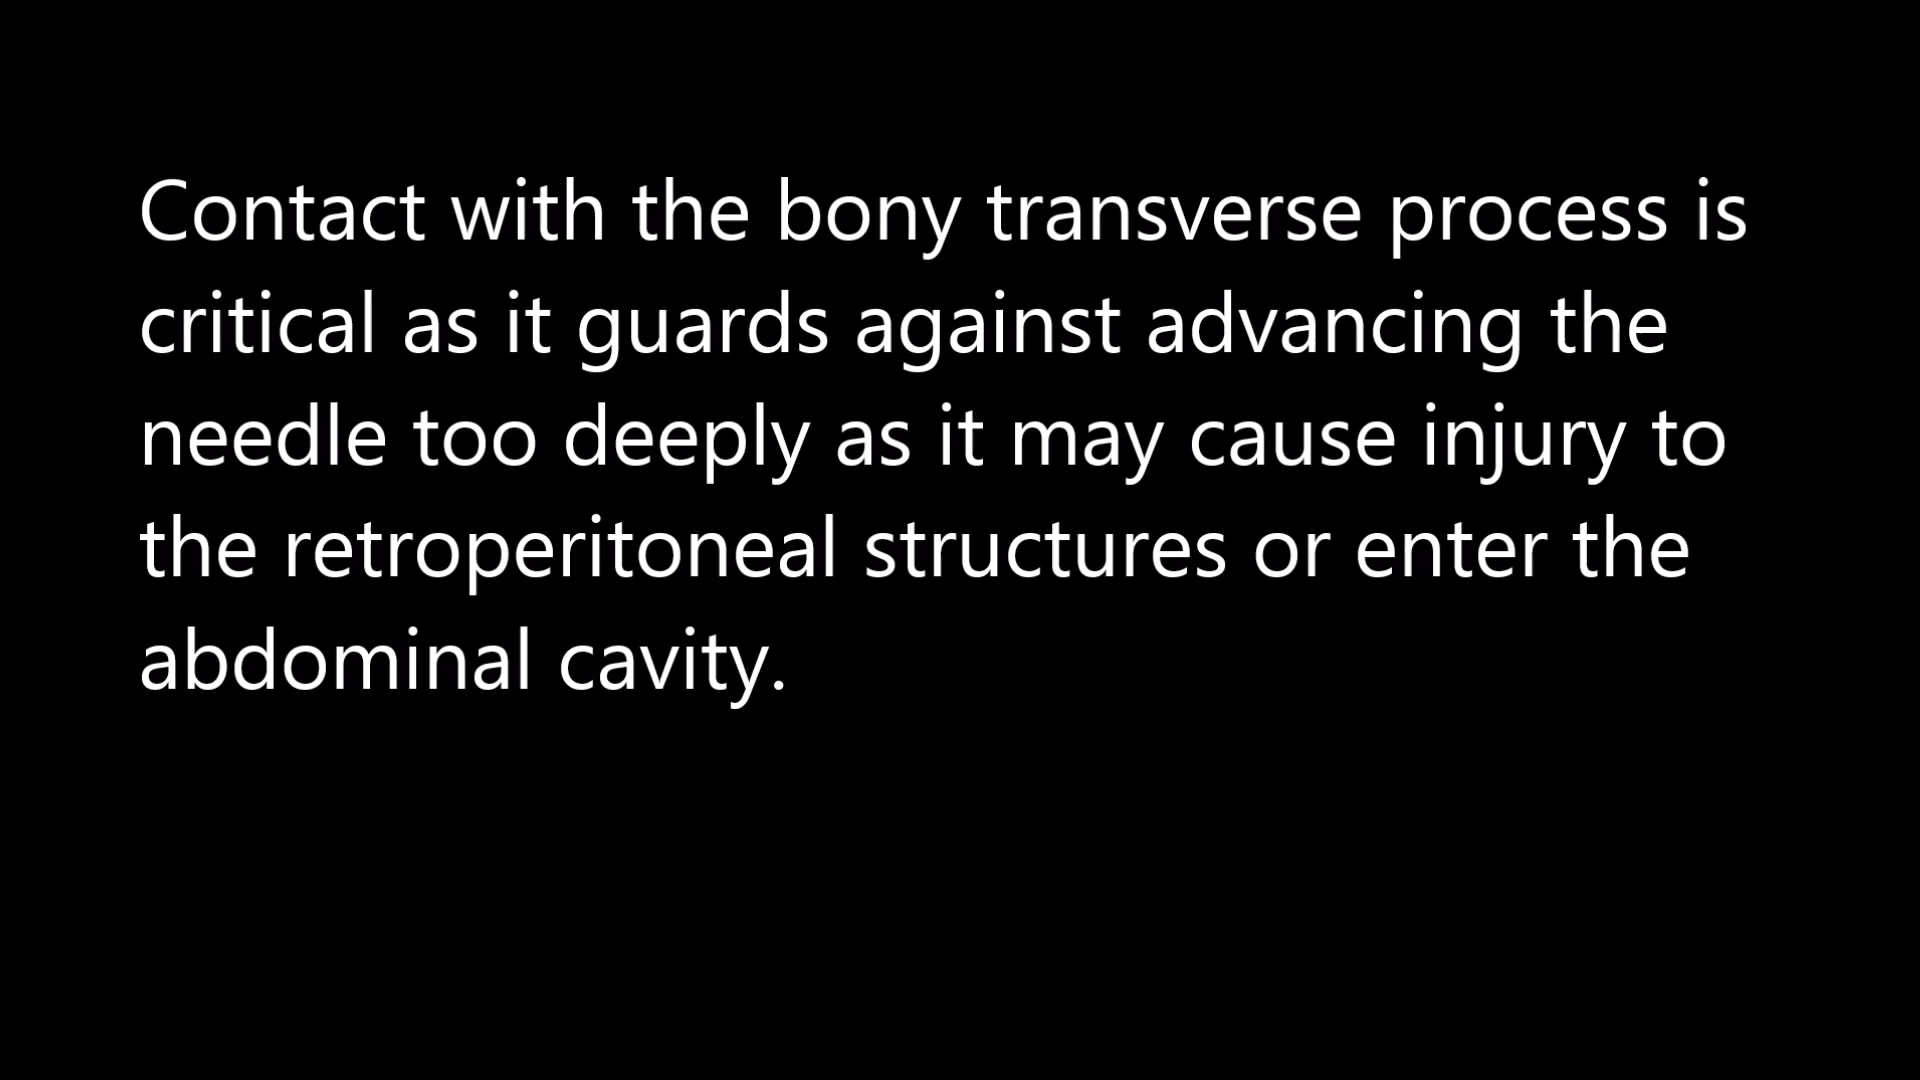 Contact with the bony transverse process is
critical as it guards against advancing the
needle too deeply as it may cause injury to
the retroperitoneal structures or enter the
abdominal cavity.